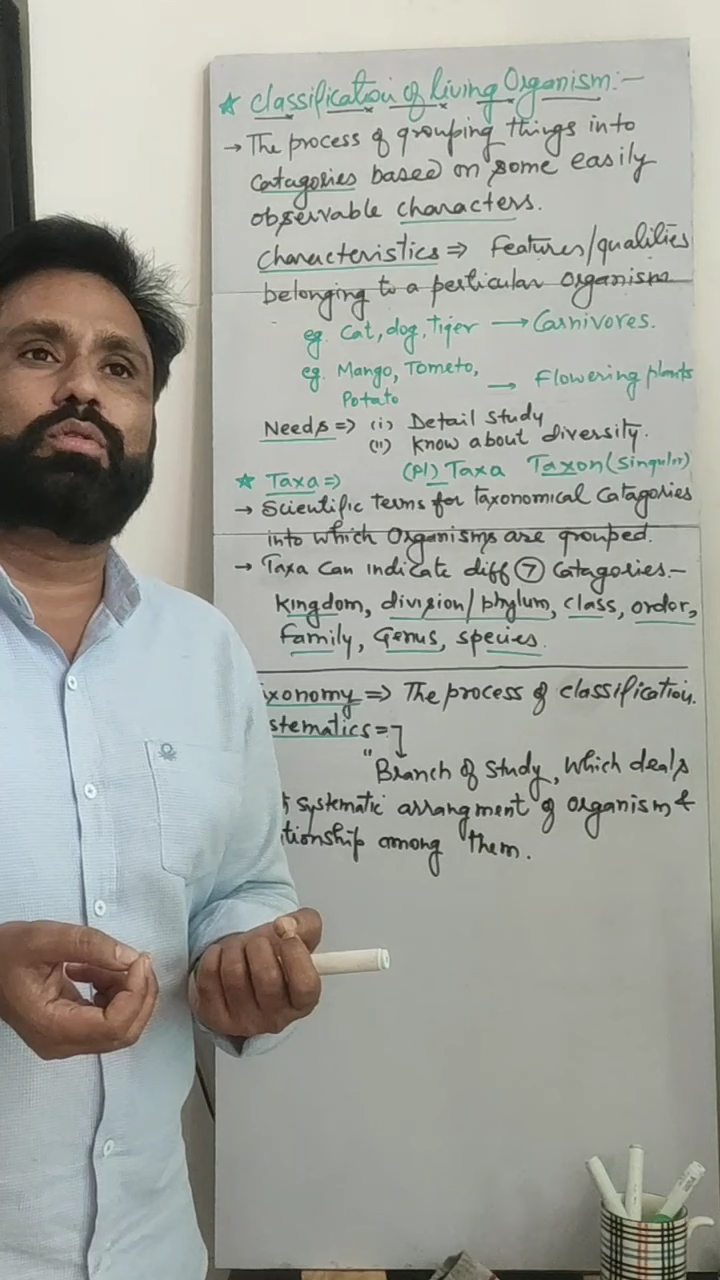 ★ Classification of living Organism:-
→ The process of grouping things into
Catagories based on some easily
observable characters.
Characteristics ⇒ Features/qualities
belonging to a perticular Organism
eg. Cat, dog, Tiger → Carnivores.
eg. Mango, Tometo, → Flowering plants
Potato
Needs ⇒ (i) Detail study
(ii) Know about diversity.
★ Taxa ⇒ (Pl) Taxa Taxon (singular)
→ Scientific terms for taxonomical Catagories
into which Organisms are grouped.
→ Taxa Can indicate diff 7 Catagories.-
Kingdom, division/phylum, class, order,
Family, Genus, species.
xonomy ⇒ The process of classification.
stematics =
" Branch of study, which deals
systematic arrangment of organism &
tionship among them.